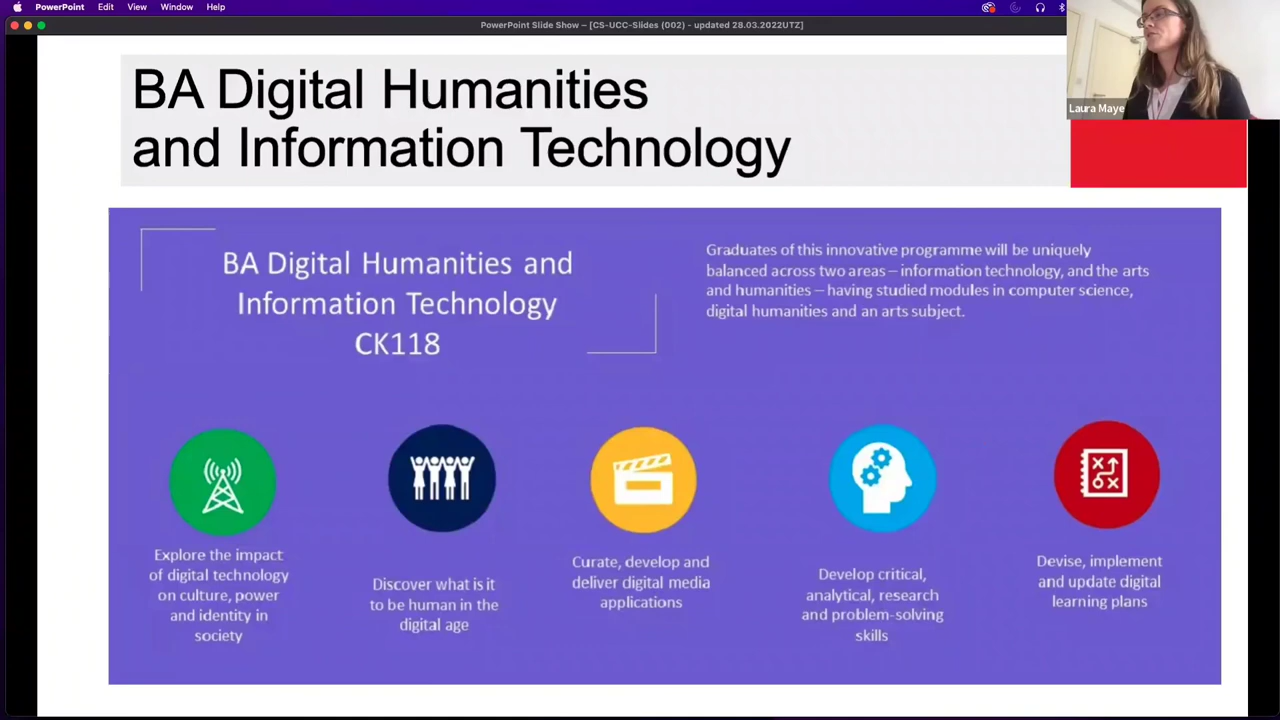 PowerPoint Edit View Window Help
PowerPoint Slide Show – [CS-UCC-Slides (002) - updated 28.03.2022UTZ]
Laura Maye
BA Digital Humanities
and Information Technology
BA Digital Humanities and
Information Technology
CK118
Graduates of this innovative programme will be uniquely
balanced across two areas – information technology, and the arts
and humanities – having studied modules in computer science,
digital humanities and an arts subject.
Explore the impact
of digital technology
on culture, power
and identity in
society
Discover what is it
to be human in the
digital age
Curate, develop and
deliver digital media
applications
Develop critical,
analytical, research
and problem-solving
skills
Devise, implement
and update digital
learning plans